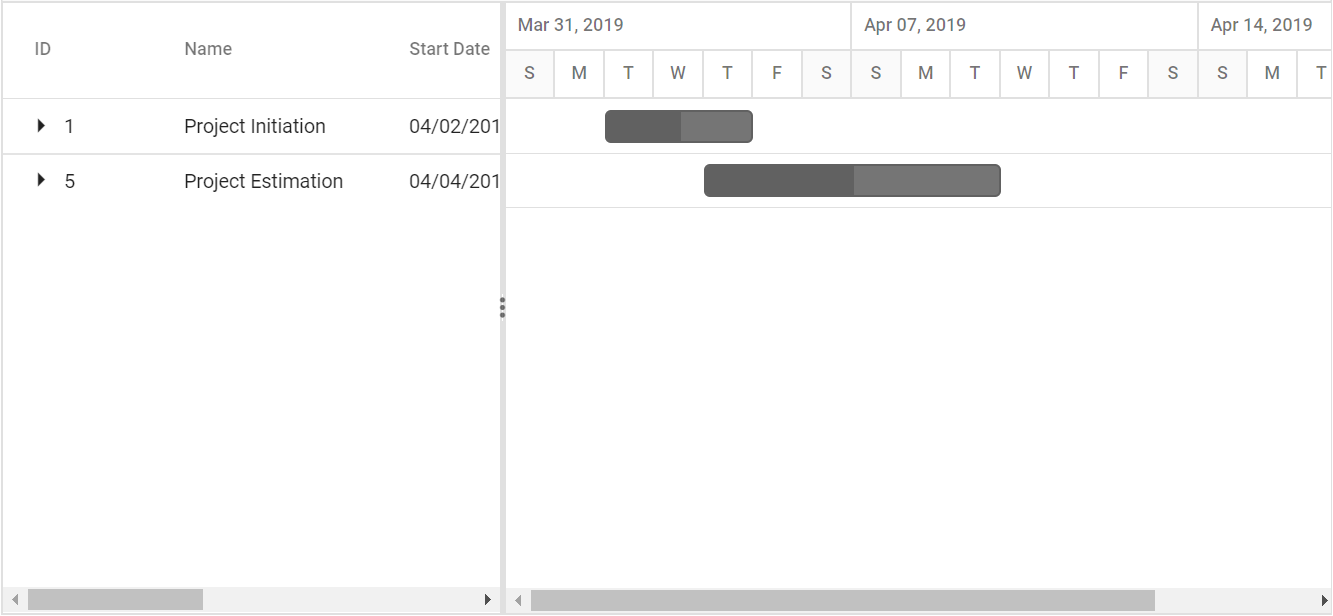 ID Name Start Date
Mar 31, 2019 Apr 07, 2019 Apr 14, 2019
S M T W T F S S M T W T F S S M T
1 Project Initiation 04/02/201
5 Project Estimation 04/04/201